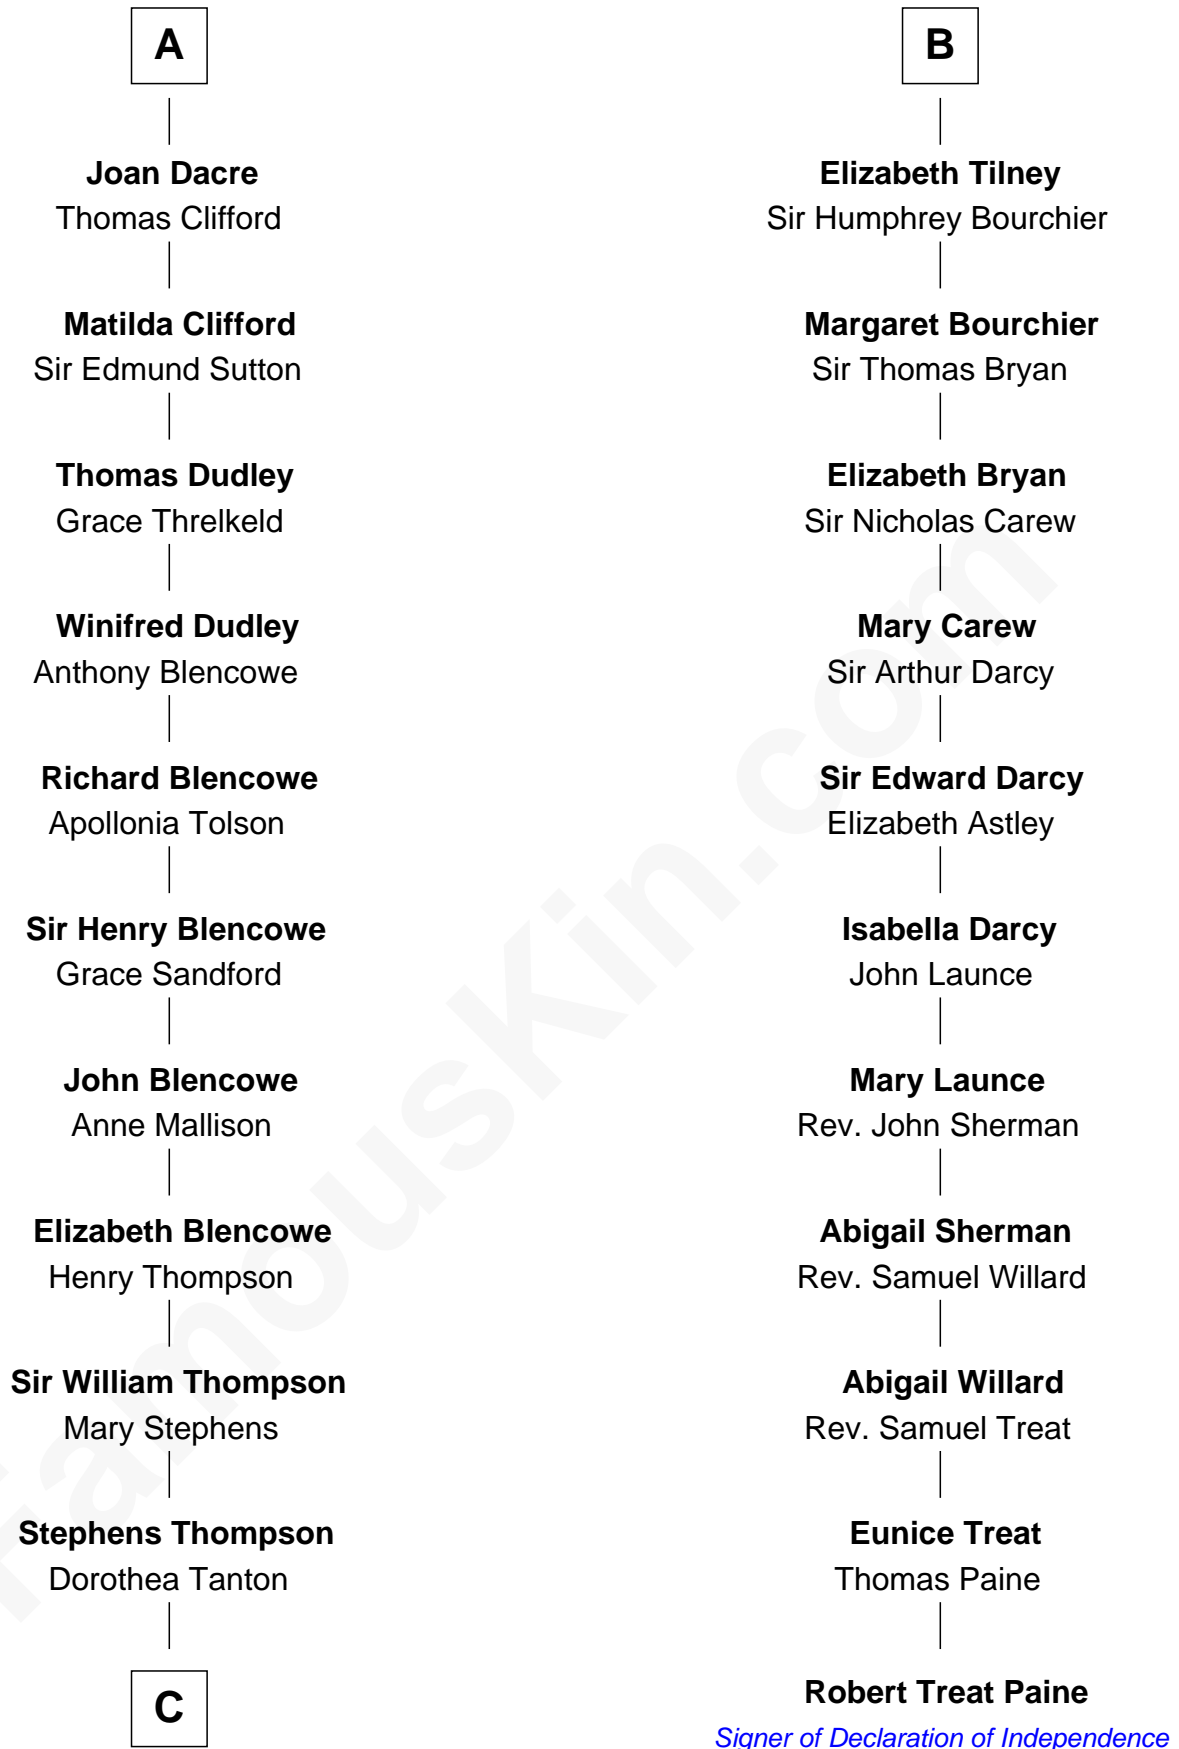 A
Joan Dacre
Thomas Clifford
Matilda Clifford
Sir Edmund Sutton
Thomas Dudley
Grace Threlkeld
Winifred Dudley
Anthony Blencowe
Richard Blencowe
Apollonia Tolson
Sir Henry Blencowe
Grace Sandford
John Blencowe
Anne Mallison
Elizabeth Blencowe
Henry Thompson
Sir William Thompson
Mary Stephens
Stephens Thompson
Dorothea Tanton
C
B
Elizabeth Tilney
Sir Humphrey Bourchier
Margaret Bourchier
Sir Thomas Bryan
Elizabeth Bryan
Sir Nicholas Carew
Mary Carew
Sir Arthur Darcy
Sir Edward Darcy
Elizabeth Astley
Isabella Darcy
John Launce
Mary Launce
Rev. John Sherman
Abigail Sherman
Rev. Samuel Willard
Abigail Willard
Rev. Samuel Treat
Eunice Treat
Thomas Paine
Robert Treat Paine
Signer of Declaration of Independence
FamousKin.com